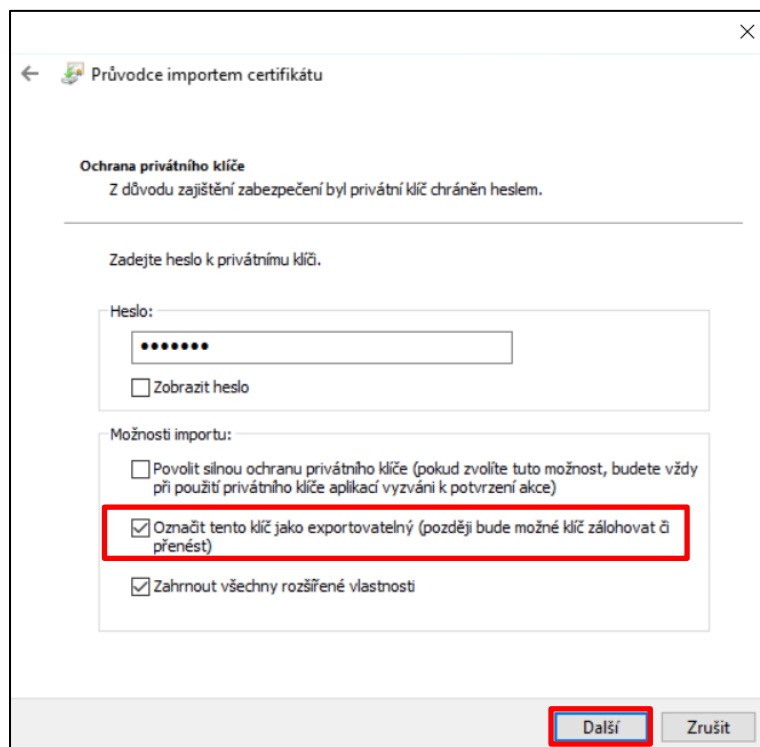 Průvodce importem certifikátu
Ochrana privátního klíče
Z důvodu zajištění zabezpečení byl privátní klíč chráněn heslem.
Zadejte heslo k privátnímu klíči.
Heslo:
•••••••
Zobrazit heslo
Možnosti importu:
Povolit silnou ochranu privátního klíče (pokud zvolíte tuto možnost, budete vždy
při použití privátního klíče aplikací vyzváni k potvrzení akce)
Označit tento klíč jako exportovatelný (později bude možné klíč zálohovat či
přenést)
Zahrnout všechny rozšířené vlastnosti
Další
Zrušit